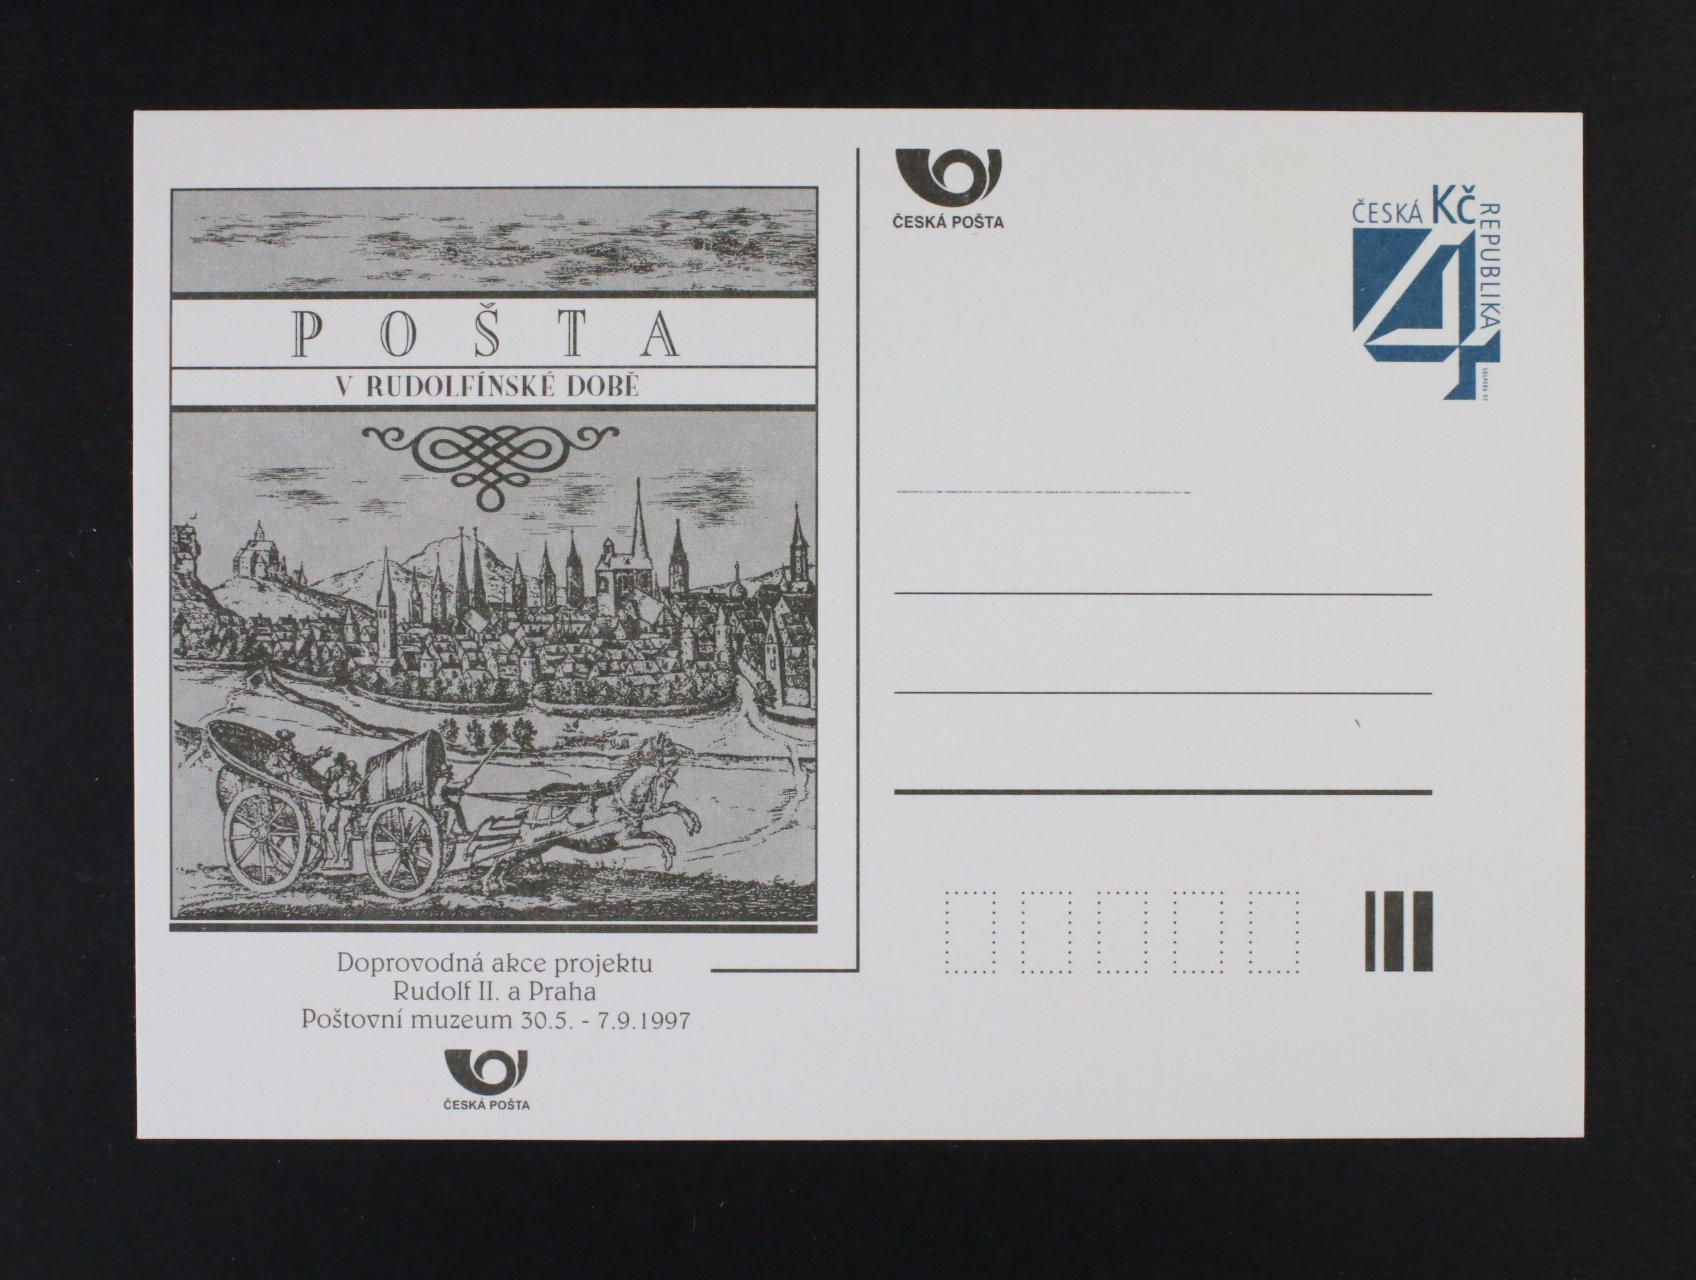 POŠTA
V RUDOLFÍNSKÉ DOBĚ
Doprovodná akce projektu
Rudolf II. a Praha
Poštovní muzeum 30.5. - 7.9.1997
ČESKÁ POŠTA
ČESKÁ POŠTA
ČESKÁ Kč
REPUBLIKA
4